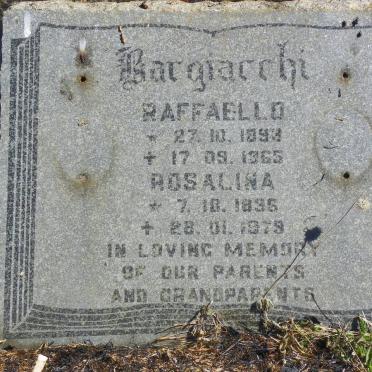 Bargiacchi
RAFFAELLO
* 27. 10. 1893
✝ 17. 09. 1965
ROSALINA
* 7. 10. 1896
✝ 28. 01. 1979
IN LOVING MEMORY
OF OUR PARENTS
AND GRANDPARENTS